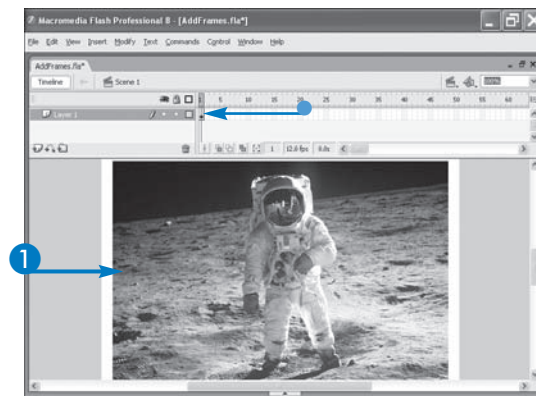 Macromedia Flash Professional 8 - [AddFrames.fla*]
File Edit View Insert Modify Text Commands Control Window Help
AddFrames.fla*
Timeline Scene 1 100%
1 5 10 15 20 25 30 35 40 45 50 55 60
Layer 1
1 12.0 fps 0.0s
1